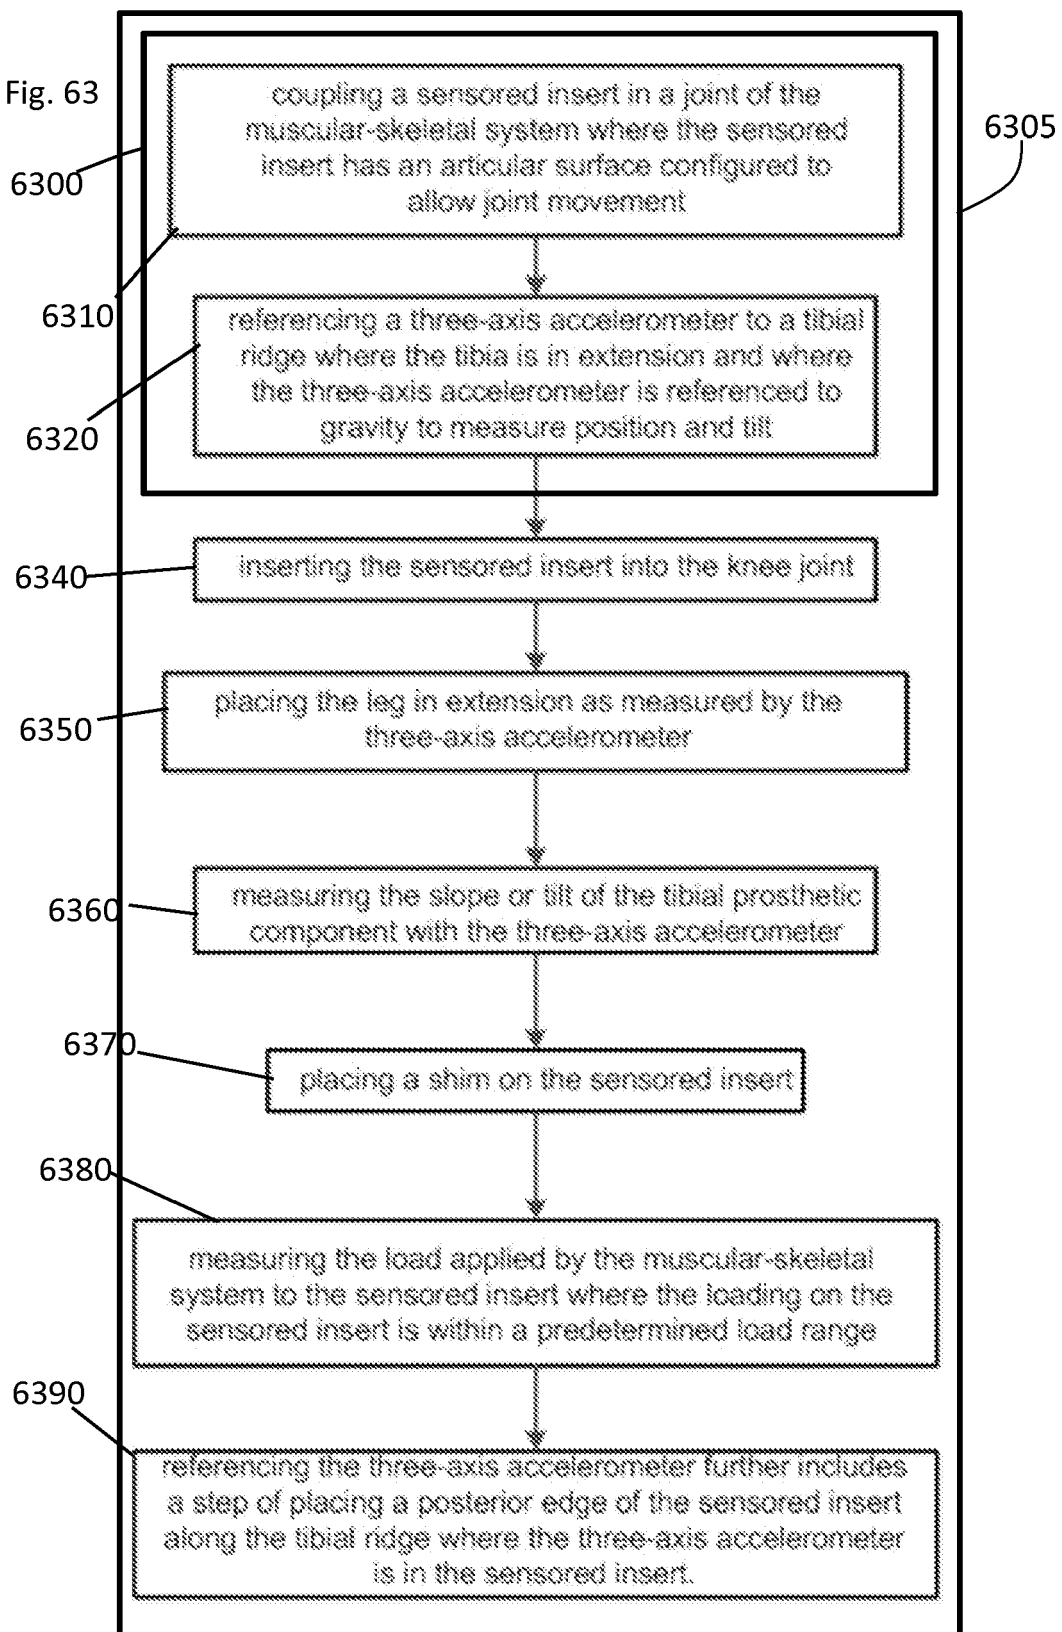 Fig. 63
6305
6300
coupling a sensored insert in a joint of the
muscular-skeletal system where the sensored
insert has an articular surface configured to
allow joint movement
6310
referencing a three-axis accelerometer to a tibial
ridge where the tibia is in extension and where
the three-axis accelerometer is referenced to
gravity to measure position and tilt
6320
6340
inserting the sensored insert into the knee joint
6350
placing the leg in extension as measured by the
three-axis accelerometer
6360
measuring the slope or tilt of the tibial prosthetic
component with the three-axis accelerometer
6370
placing a shim on the sensored insert
6380
measuring the load applied by the muscular-skeletal
system to the sensored insert where the loading on the
sensored insert is within a predetermined load range
6390
referencing the three-axis accelerometer further includes
a step of placing a posterior edge of the sensored insert
along the tibial ridge where the three-axis accelerometer
is in the sensored insert.